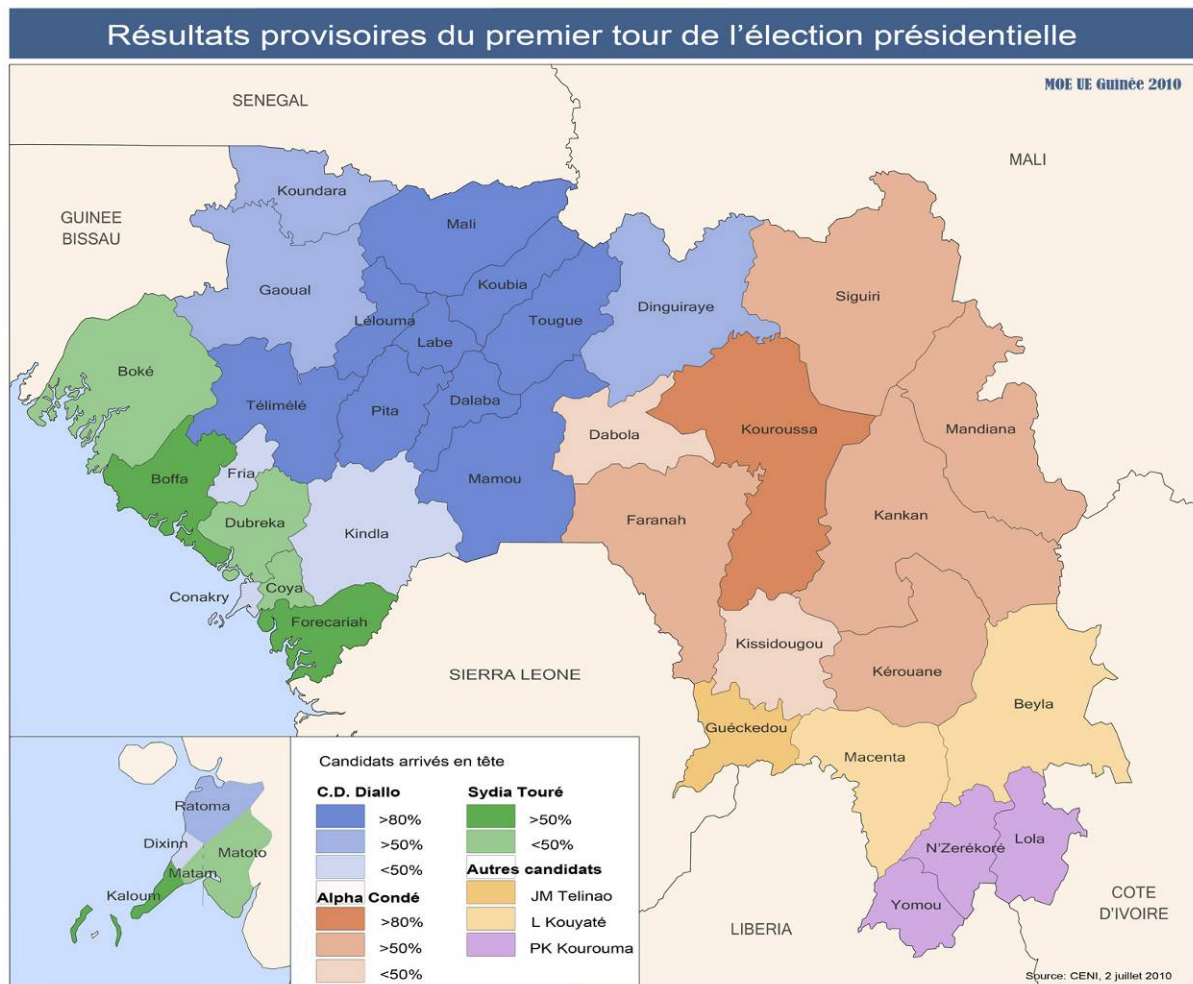 Résultats provisoires du premier tour de l'élection présidentielle
MOE UE Guinée 2010
SENEGAL
MALI
GUINEE
BISSAU
Koundara
Mali
Gaoual
Koubia
Siguiri
Dinguiraye
Lélouma
Tougue
Labe
Boké
Télimélé
Pita
Dalaba
Dabola
Kouroussa
Mandiana
Fria
Boffa
Mamou
Dubreka
Kindla
Faranah
Kankan
Coya
Conakry
Forecariah
Kissidougou
SIERRA LEONE
Kérouane
Beyla
Guéckedou
Macenta
N'Zerékoré
Lola
Yomou
LIBERIA
COTE
D'IVOIRE
Ratoma
Dixinn
Matoto
Matam
Kaloum
Candidats arrivés en tête
C.D. Diallo
>80%
>50%
<50%
Alpha Condé
>80%
>50%
<50%
Sydia Touré
>50%
<50%
Autres candidats
JM Telinao
L Kouyaté
PK Kourouma
Source: CENI, 2 juillet 2010